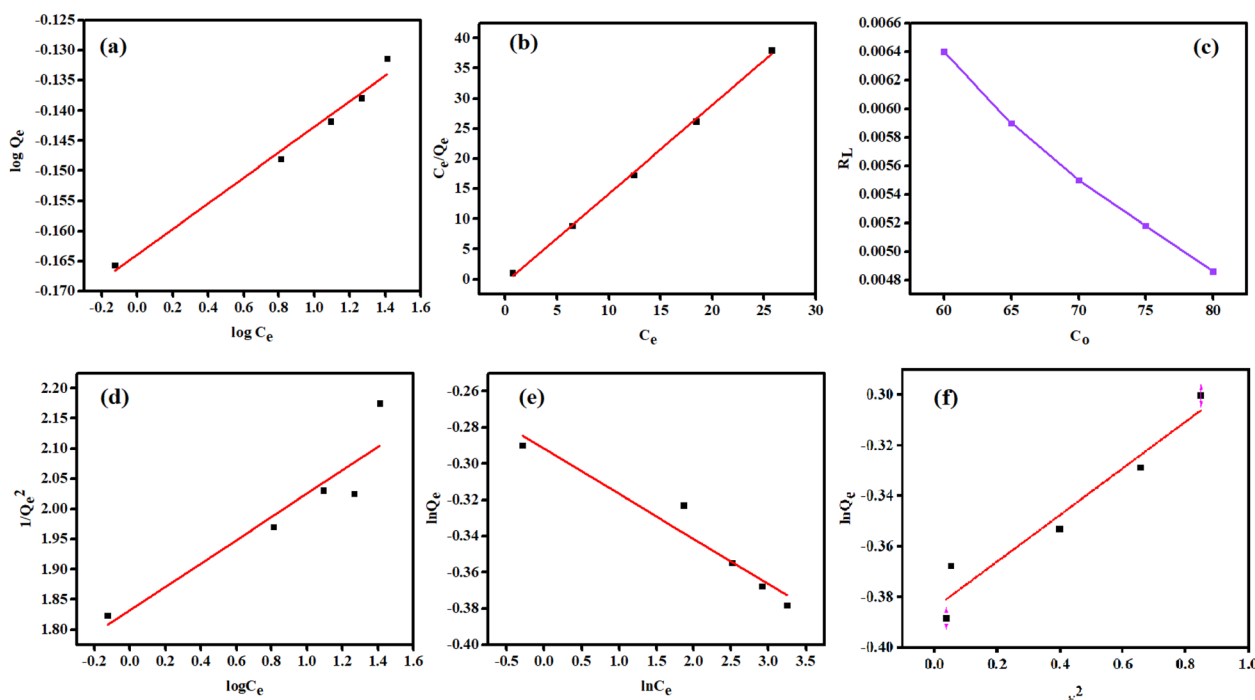 (a)
log Qₑ
-0.125
-0.130
-0.135
-0.140
-0.145
-0.150
-0.155
-0.160
-0.165
-0.170
-0.2 0.0 0.2 0.4 0.6 0.8 1.0 1.2 1.4 1.6
log Cₑ
(b)
Cₑ/Qₑ
40
35
30
25
20
15
10
5
0
0 5 10 15 20 25 30
Cₑ
(c)
R_L
0.0066
0.0064
0.0062
0.0060
0.0058
0.0056
0.0054
0.0052
0.0050
0.0048
60 65 70 75 80
Cₒ
(d)
1/Qₑ²
2.20
2.15
2.10
2.05
2.00
1.95
1.90
1.85
1.80
-0.2 0.0 0.2 0.4 0.6 0.8 1.0 1.2 1.4 1.6
logCₑ
(e)
lnQₑ
-0.26
-0.28
-0.30
-0.32
-0.34
-0.36
-0.38
-0.40
-0.5 0.0 0.5 1.0 1.5 2.0 2.5 3.0 3.5
lnCₑ
(f)
lnQₑ
-0.30
-0.32
-0.34
-0.36
-0.38
-0.40
0.0 0.2 0.4 0.6 0.8 1.0